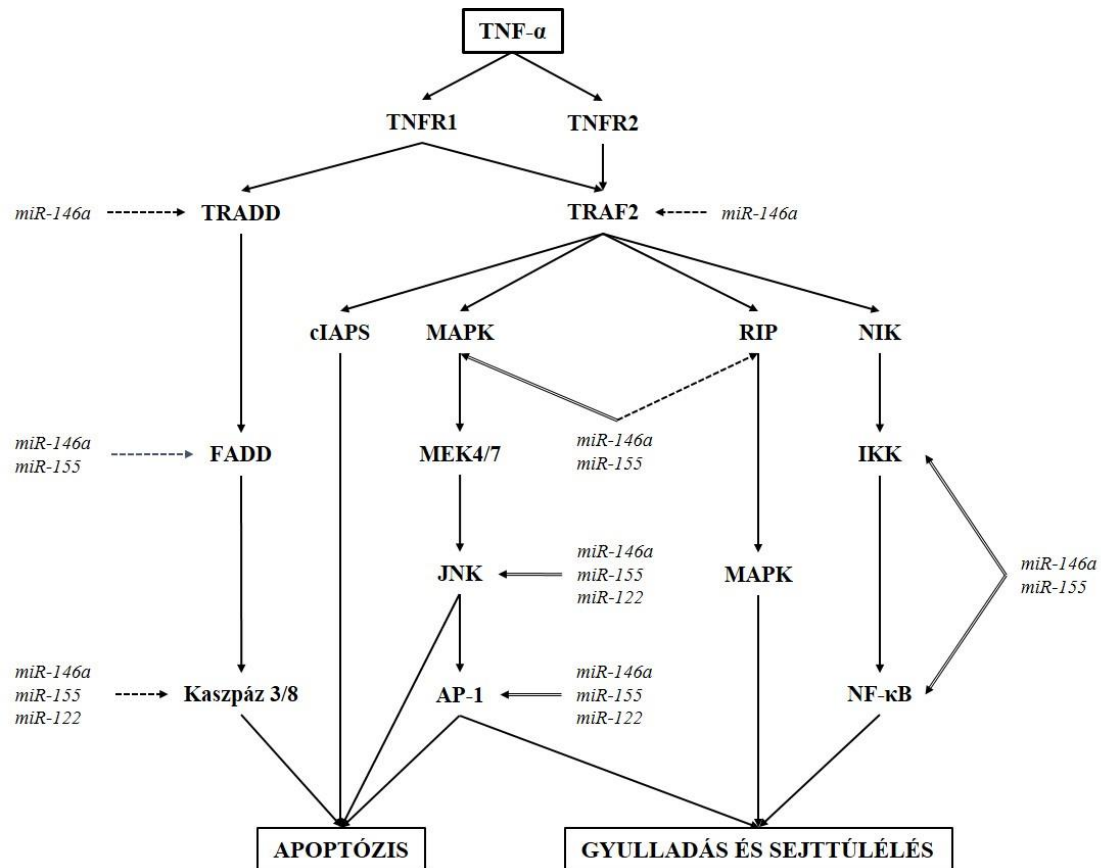 TNF-α
TNFR1
TNFR2
miR-146a
TRADD
TRAF2
miR-146a
cIAPS
MAPK
RIP
NIK
miR-146a
miR-155
FADD
MEK4/7
miR-146a
miR-155
IKK
JNK
miR-146a
miR-155
miR-122
MAPK
miR-146a
miR-155
miR-146a
miR-155
miR-122
Kaszpáz 3/8
AP-1
miR-146a
miR-155
miR-122
NF-κB
APOPTÓZIS
GYULLADÁS ÉS SEJTTÚLÉLÉS